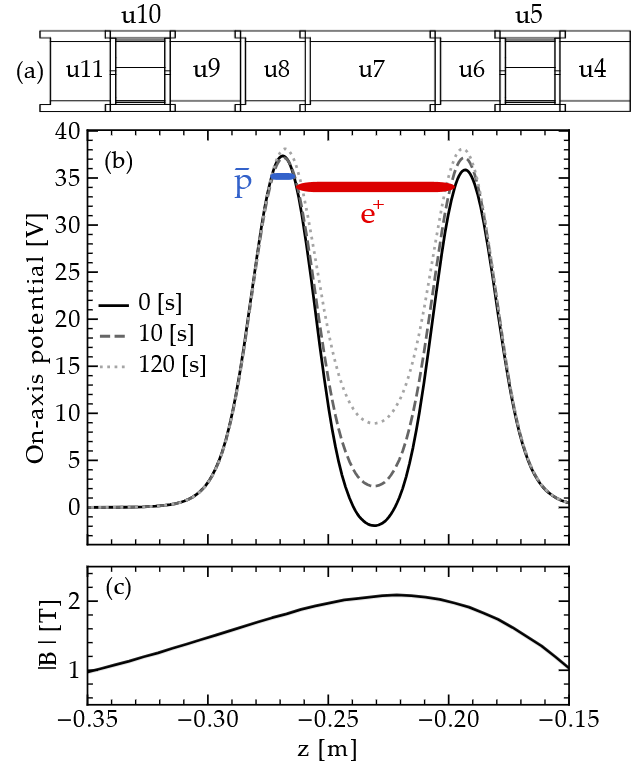 u10 u5
(a) u11 u9 u8 u7 u6 u4
(b)
40
35
30
25
20
15
10
5
0
On-axis potential [V]
p̄
e⁺
0 [s]
10 [s]
120 [s]
(c)
2
1
|B| [T]
−0.35 −0.30 −0.25 −0.20 −0.15
z [m]